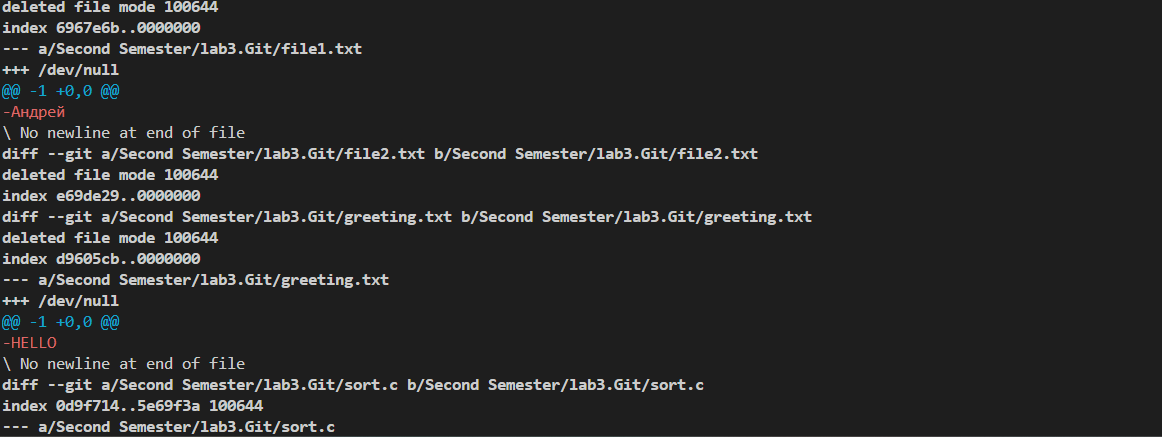 deleted file mode 100644
index 6967e6b..0000000
--- a/Second Semester/lab3.Git/file1.txt
+++ /dev/null
@@ -1 +0,0 @@
-Андрей
\ No newline at end of file
diff --git a/Second Semester/lab3.Git/file2.txt b/Second Semester/lab3.Git/file2.txt
deleted file mode 100644
index e69de29..0000000
diff --git a/Second Semester/lab3.Git/greeting.txt b/Second Semester/lab3.Git/greeting.txt
deleted file mode 100644
index d9605cb..0000000
--- a/Second Semester/lab3.Git/greeting.txt
+++ /dev/null
@@ -1 +0,0 @@
-HELLO
\ No newline at end of file
diff --git a/Second Semester/lab3.Git/sort.c b/Second Semester/lab3.Git/sort.c
index 0d9f714..5e69f3a 100644
--- a/Second Semester/lab3.Git/sort.c